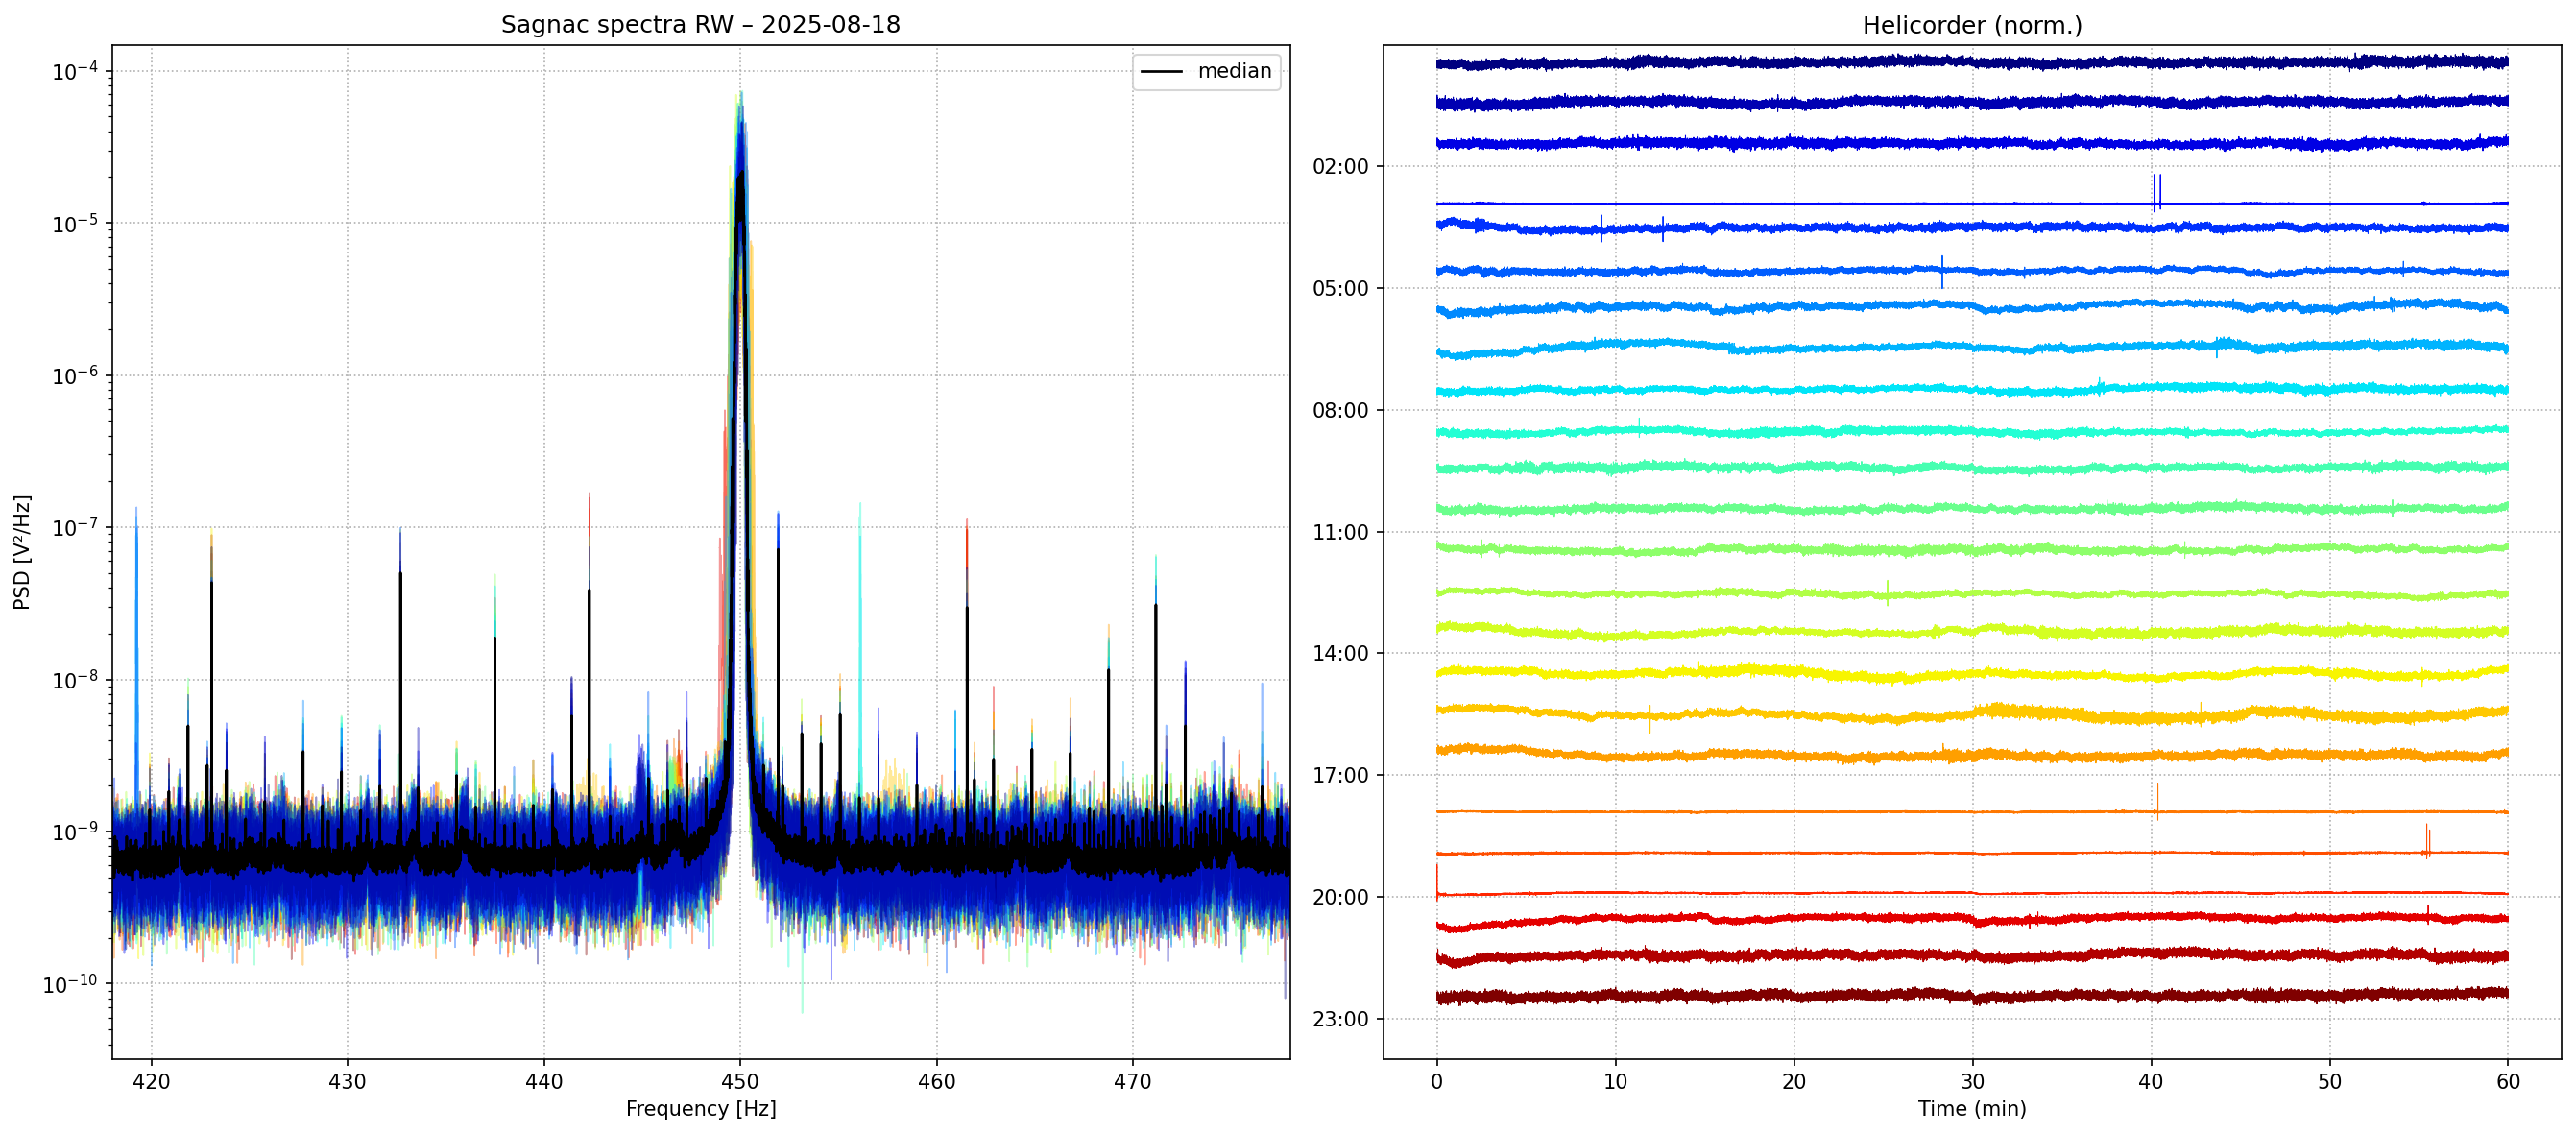 Sagnac spectra RW – 2025-08-18
median
10⁻⁴
10⁻⁵
10⁻⁶
10⁻⁷
10⁻⁸
10⁻⁹
10⁻¹⁰
PSD [V²/Hz]
420 430 440 450 460 470
Frequency [Hz]
Helicorder (norm.)
02:00
05:00
08:00
11:00
14:00
17:00
20:00
23:00
0 10 20 30 40 50 60
Time (min)